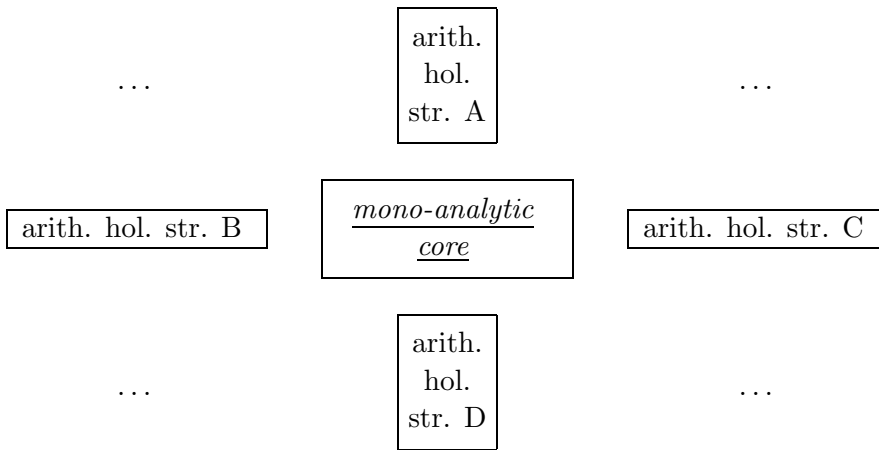 arith.
hol.
str. A
. . .
. . .
arith. hol. str. B
mono-analytic
core
arith. hol. str. C
. . .
arith.
hol.
str. D
. . .